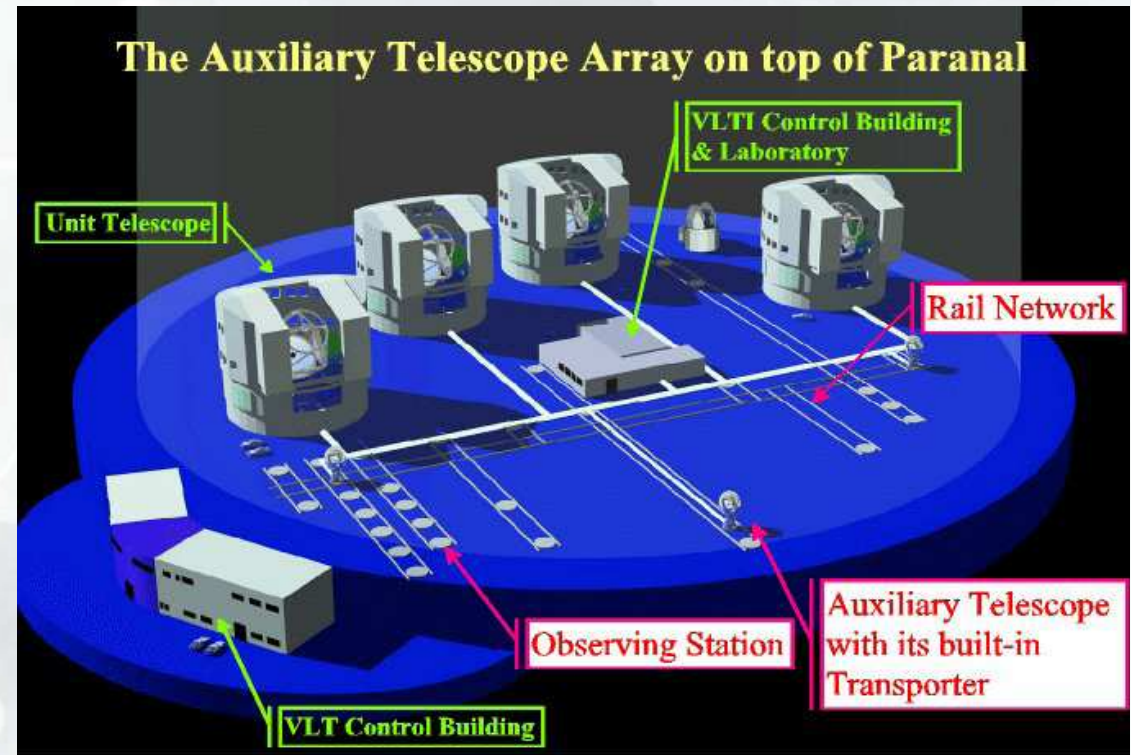 The Auxiliary Telescope Array on top of Paranal
VLTI Control Building
& Laboratory
Unit Telescope
Rail Network
Observing Station
Auxiliary Telescope
with its built-in
Transporter
VLT Control Building